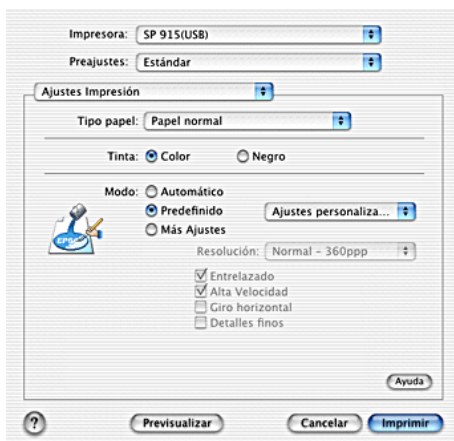 Impresora: SP 915(USB)
Preajustes: Estándar
Ajustes Impresión
Tipo papel: Papel normal
Tinta: Color Negro
Modo: Automático
Predefinido Ajustes personaliza...
Más Ajustes
Resolución: Normal – 360ppp
Entrelazado
Alta Velocidad
Giro horizontal
Detalles finos
Ayuda
? Previsualizar Cancelar Imprimir